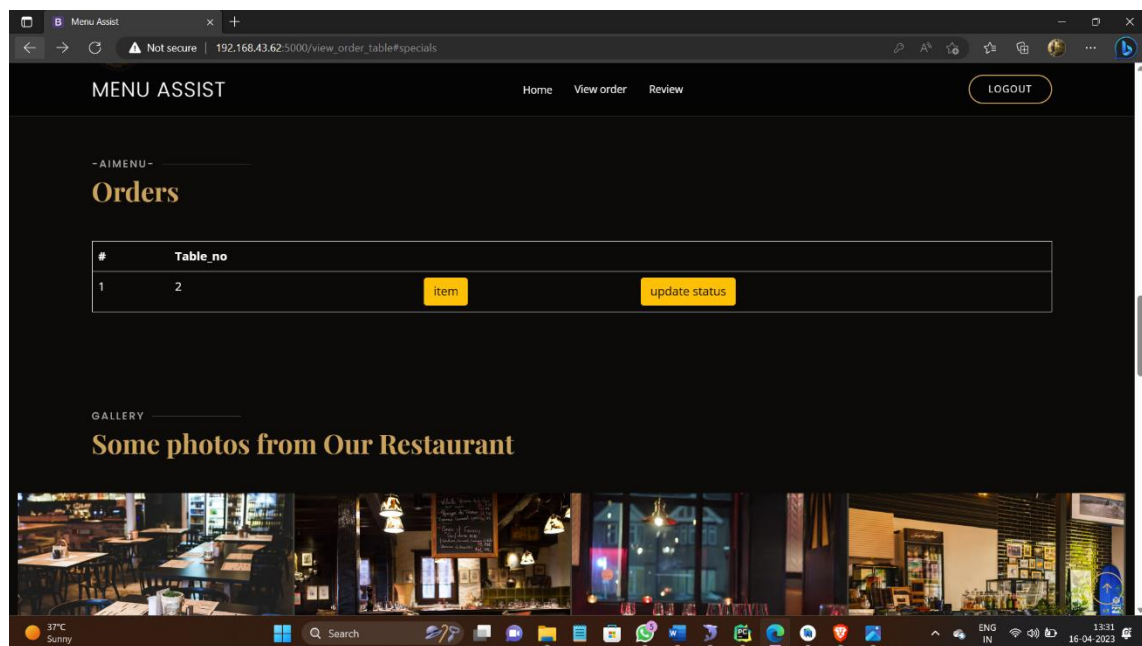 Menu Assist
Not secure | 192.168.43.62:5000/view_order_table#specials
MENU ASSIST
Home View order Review
LOGOUT
-AIMENU-
Orders
# Table_no
1 2 item update status
GALLERY
Some photos from Our Restaurant
37°C
Sunny
Search
ENG
IN
13:31
16-04-2023